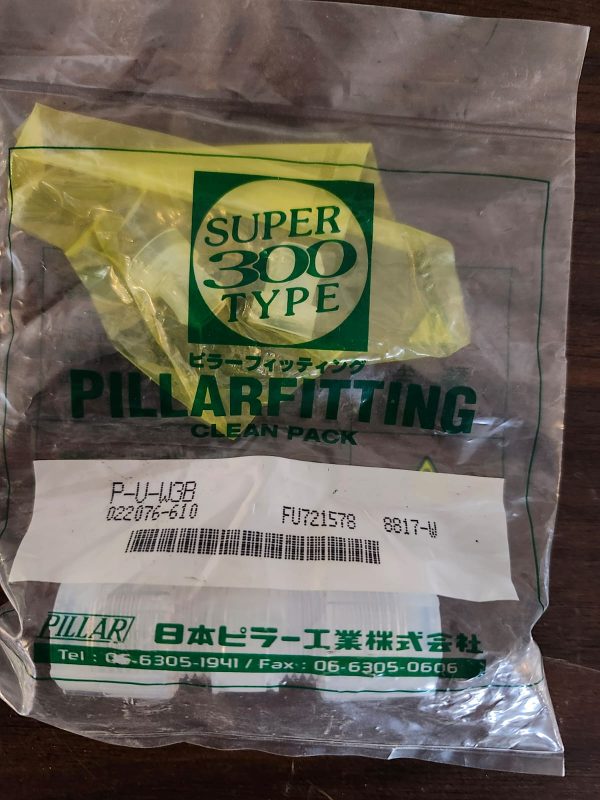 SUPER
300
TYPE
ピラーフィッティング
PILLARFITTING
CLEAN PACK
P-U-W3B
022076-610 FU721578 8817-W
PILLAR 日本ピラー工業株式会社
Tel : 06-6305-1941 / Fax : 06-6305-0606